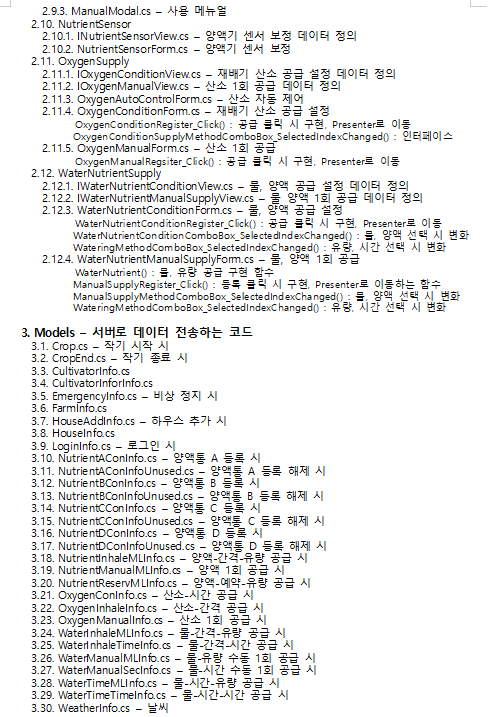 2.9.3. ManualModal.cs – 사용 메뉴얼
2.10. NutrientSensor
2.10.1. INutrientSensorView.cs – 양액기 센서 보정 데이터 정의
2.10.2. NutrientSensorForm.cs – 양액기 센서 보정
2.11. OxygenSupply
2.11.1. IOxygenConditionView.cs – 재배기 산소 공급 설정 데이터 정의
2.11.2. IOxygenManualView.cs – 산소 1회 공급 데이터 정의
2.11.3. OxygenAutoControlForm.cs – 산소 자동 제어
2.11.4. OxygenConditionForm.cs – 재배기 산소 공급 설정
OxygenConditionRegister_Click() : 공급 클릭 시 구현, Presenter로 이동
OxygenConditionSupplyMethodComboBox_SelectedIndexChanged() : 인터페이스
2.11.5. OxygenManualForm.cs – 산소 1회 공급
OxygenManualRegsiter_Click() : 공급 클릭 시 구현, Presenter로 이동
2.12. WaterNutrientSupply
2.12.1. IWaterNutrientConditionView.cs – 물, 양액 공급 설정 데이터 정의
2.12.2. IWaterNutrientManualSupplyView.cs – 물 양액 1회 공급 데이터 정의
2.12.3. WaterNutrientConditionForm.cs – 물, 양액 공급 설정
WaterNutrientConditionRegister_Click() : 공급 클릭 시 구현, Presenter로 이동
WaterNutrientConditionComboBox_SelectedIndexChanged() : 물, 양액 선택 시 변화
WateringMethodComboBox_SelectedIndexChanged() : 유량, 시간 선택 시 변화
2.12.4. WaterNutrientManualSupplyForm.cs – 물, 양액 1회 공급
WaterNutrient() : 물, 유량 공급 구현 함수
ManualSupplyRegister_Click() : 등록 클릭 시 구현, Presenter로 이동하는 함수
ManualSupplyMethodComboBox_SelectedIndexChanged() : 물, 양액 선택 시 변화
WateringMethodComboBox_SelectedIndexChanged() : 유량, 시간 선택 시 변화
3. Models – 서버로 데이터 전송하는 코드
3.1. Crop.cs – 작기 시작 시
3.2. CropEnd.cs – 작기 종료 시
3.3. CultivatorInfo.cs
3.4. CultivatorInforInfo.cs
3.5. EmergencyInfo.cs – 비상 정지 시
3.6. FarmInfo.cs
3.7. HouseAddInfo.cs – 하우스 추가 시
3.8. HouseInfo.cs
3.9. LoginInfo.cs – 로그인 시
3.10. NutrientAConInfo.cs – 양액통 A 등록 시
3.11. NutrientAConInfoUnused.cs – 양액통 A 등록 해제 시
3.12. NutrientBConInfo.cs – 양액통 B 등록 시
3.13. NutrientBConInfoUnused.cs – 양액통 B 등록 해제 시
3.14. NutrientCConInfo.cs – 양액통 C 등록 시
3.15. NutrientCConInfoUnused.cs – 양액통 C 등록 해제 시
3.16. NutrientDConInfo.cs – 양액통 D 등록 시
3.17. NutrientDConInfoUnused.cs – 양액통 D 등록 해제 시
3.18. NutrientInhaleMLInfo.cs – 양액-간격-유량 공급 시
3.19. NutrientManualMLInfo.cs – 양액 1회 공급 시
3.20. NutrientReservMLInfo.cs – 양액-예약-유량 공급 시
3.21. OxygenConInfo.cs – 산소-시간 공급 시
3.22. OxygenInhaleInfo.cs – 산소-간격 공급 시
3.23. OxygenManualInfo.cs – 산소 1회 공급 시
3.24. WaterInhaleMLInfo.cs – 물-간격-유량 공급 시
3.25. WaterInhaleTimeInfo.cs – 물-간격-시간 공급 시
3.26. WaterManualMLInfo.cs – 물-유량 수동 1회 공급 시
3.27. WaterManualSecInfo.cs – 물-시간 수동 1회 공급 시
3.28. WaterTimeMLInfo.cs – 물-시간-유량 공급 시
3.29. WaterTimeTimeInfo.cs – 물-시간-시간 공급 시
3.30. WeatherInfo.cs – 날씨